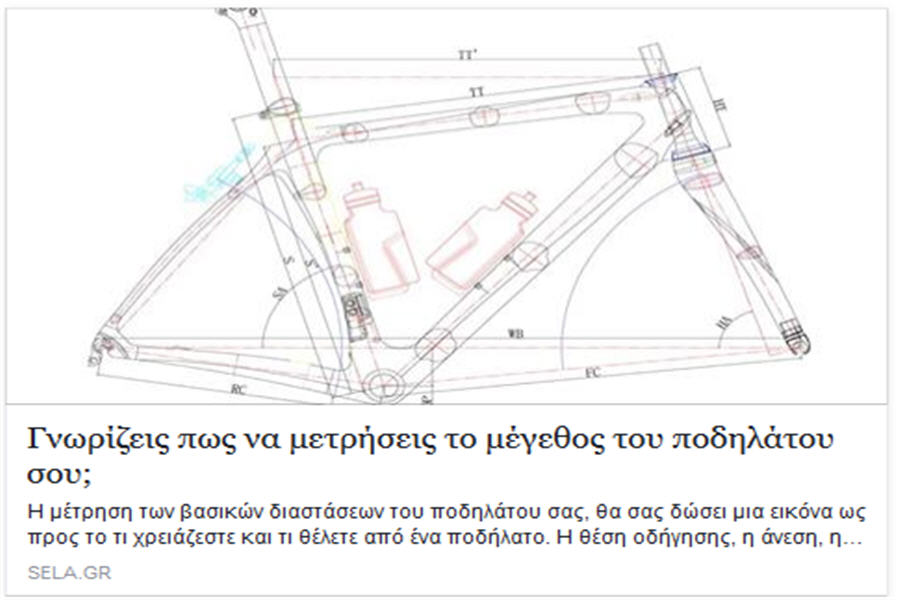 TT'
TT
HT
S
S'
SA
HA
WB
FC
RC
Γνωρίζεις πως να μετρήσεις το μέγεθος του ποδηλάτου
σου;
Η μέτρηση των βασικών διαστάσεων του ποδηλάτου σας, θα σας δώσει μια εικόνα ως
προς το τι χρειάζεστε και τι θέλετε από ένα ποδήλατο. Η θέση οδήγησης, η άνεση, η...
SELA.GR